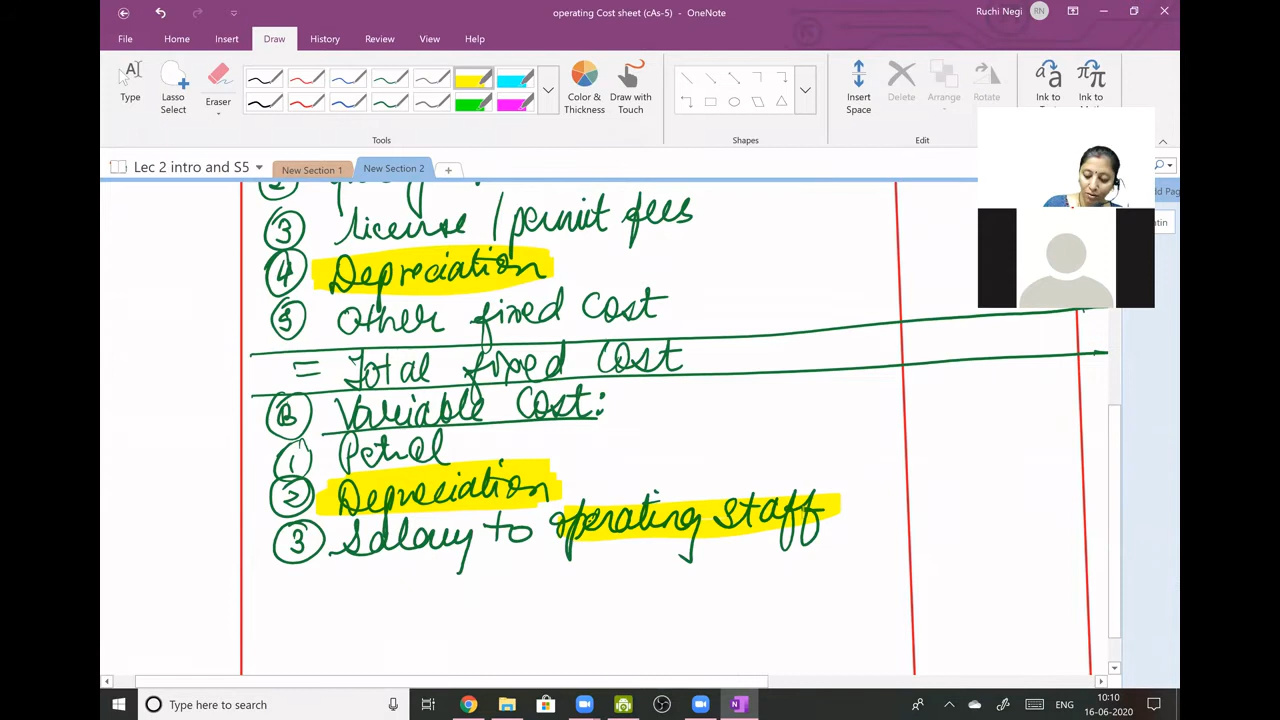 operating Cost sheet (cAs-5) - OneNote
Ruchi Negi RN
File Home Insert Draw History Review View Help
Type
Lasso Select
Eraser
Color & Thickness
Draw with Touch
Insert Space
Delete
Arrange
Rotate
Ink to
Ink to
Tools
Shapes
Edit
Lec 2 intro and S5
New Section 1
New Section 2
3 license / permit fees
4 Depreciation
5 Other fixed cost
= Total fixed cost
B Variable Cost:
1 Petrol
2 Depreciation
3 Salary to operating staff
Type here to search
ENG
10:10
16-06-2020